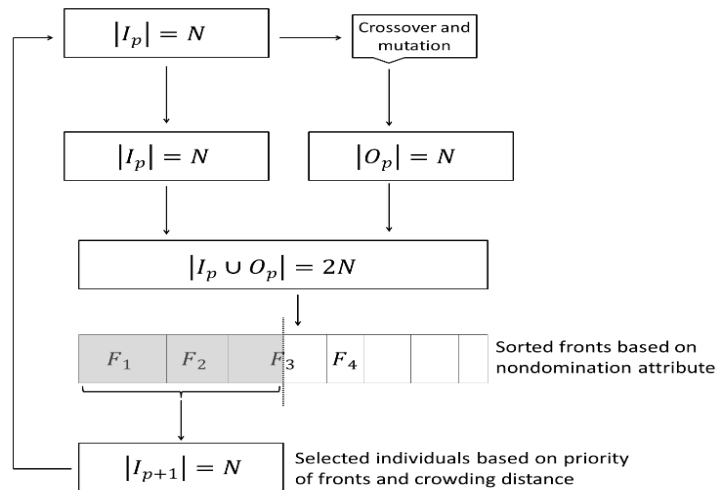 |I_p| = N
Crossover and
mutation
|I_p| = N
|O_p| = N
|I_p ∪ O_p| = 2N
F_1
F_2
F_3
F_4
Sorted fronts based on
nondomination attribute
|I_{p+1}| = N
Selected individuals based on priority
of fronts and crowding distance